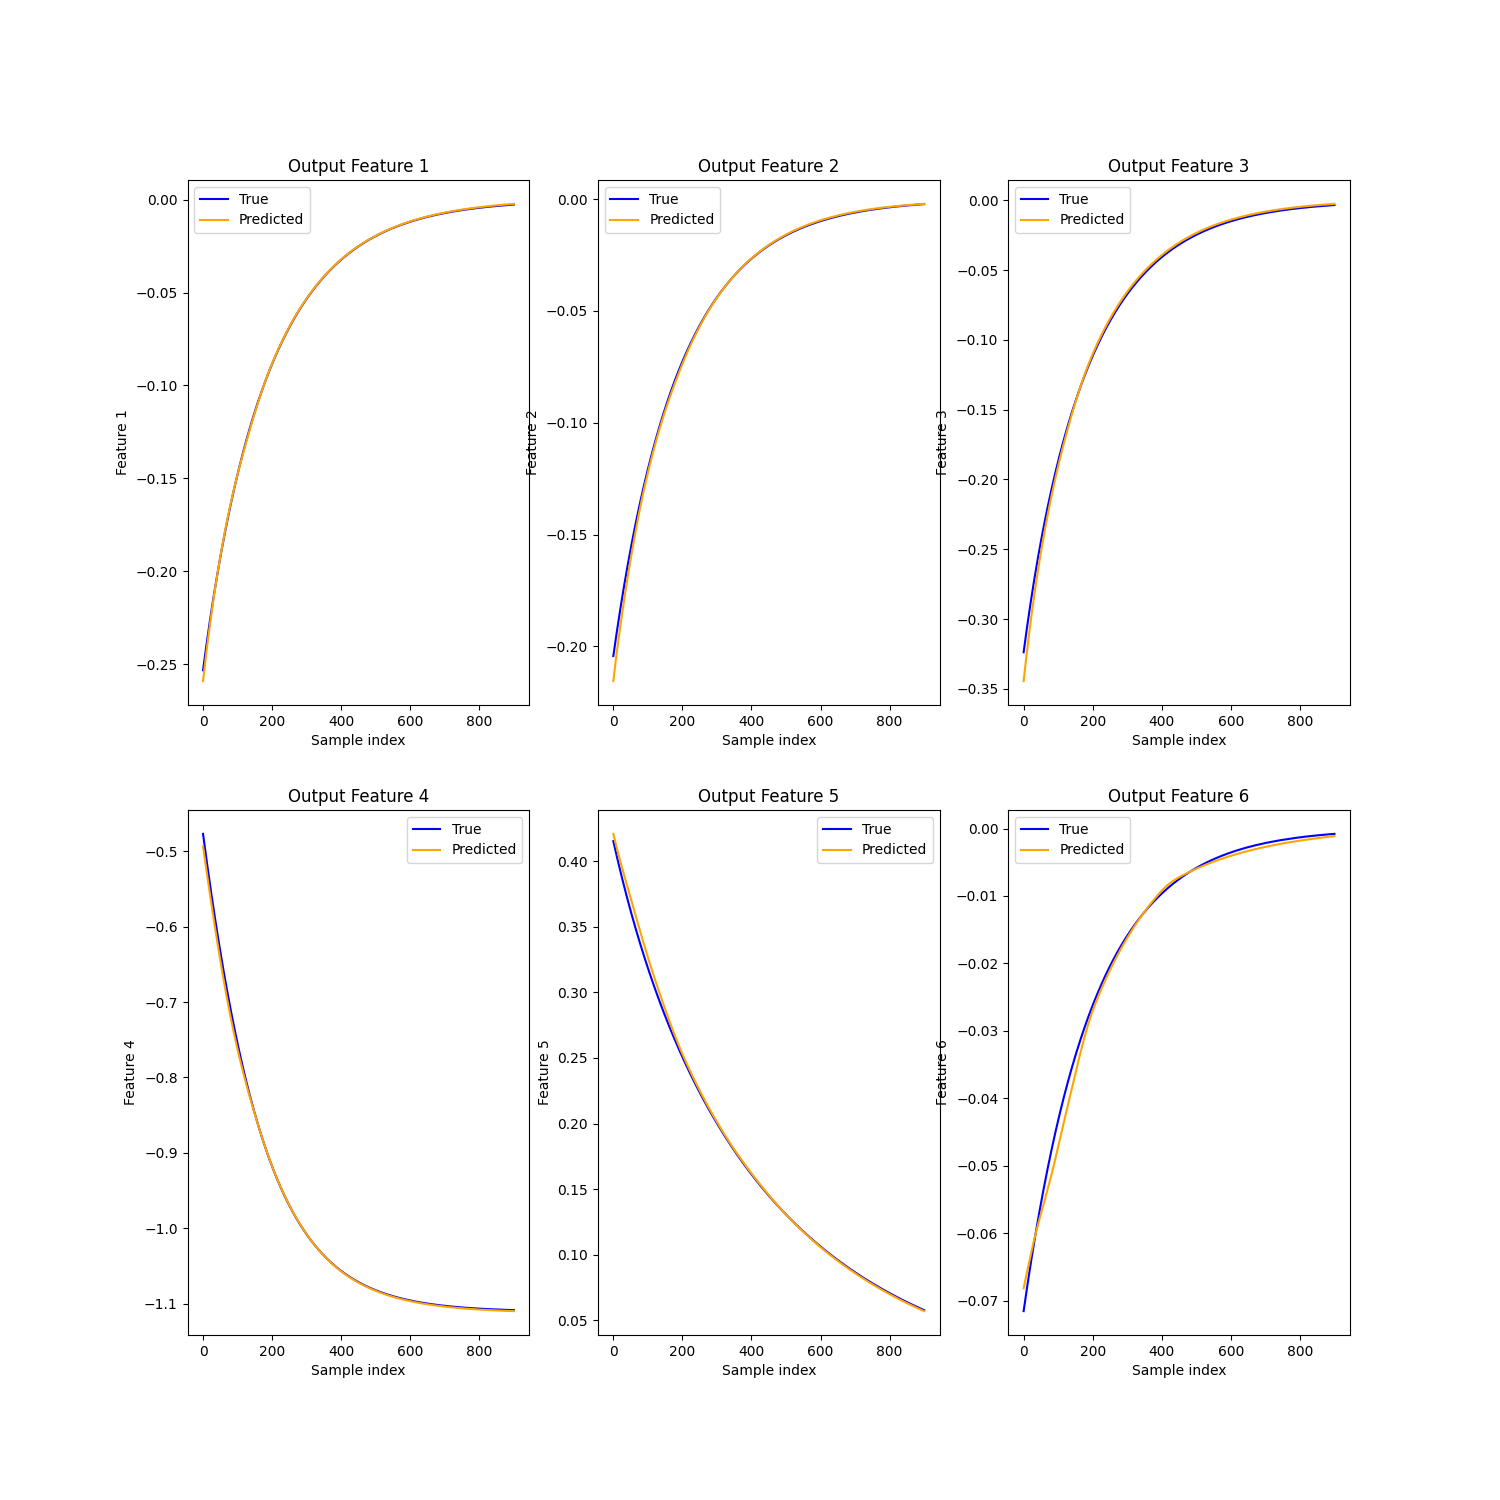 Output Feature 1
True
Predicted
0.00
−0.05
−0.10
−0.15
−0.20
−0.25
Feature 1
0 200 400 600 800
Sample index
Output Feature 2
True
Predicted
0.00
−0.05
−0.10
−0.15
−0.20
Feature 2
0 200 400 600 800
Sample index
Output Feature 3
True
Predicted
0.00
−0.05
−0.10
−0.15
−0.20
−0.25
−0.30
−0.35
Feature 3
0 200 400 600 800
Sample index
Output Feature 4
True
Predicted
−0.5
−0.6
−0.7
−0.8
−0.9
−1.0
−1.1
Feature 4
0 200 400 600 800
Sample index
Output Feature 5
True
Predicted
0.40
0.35
0.30
0.25
0.20
0.15
0.10
0.05
Feature 5
0 200 400 600 800
Sample index
Output Feature 6
True
Predicted
0.00
−0.01
−0.02
−0.03
−0.04
−0.05
−0.06
−0.07
Feature 6
0 200 400 600 800
Sample index